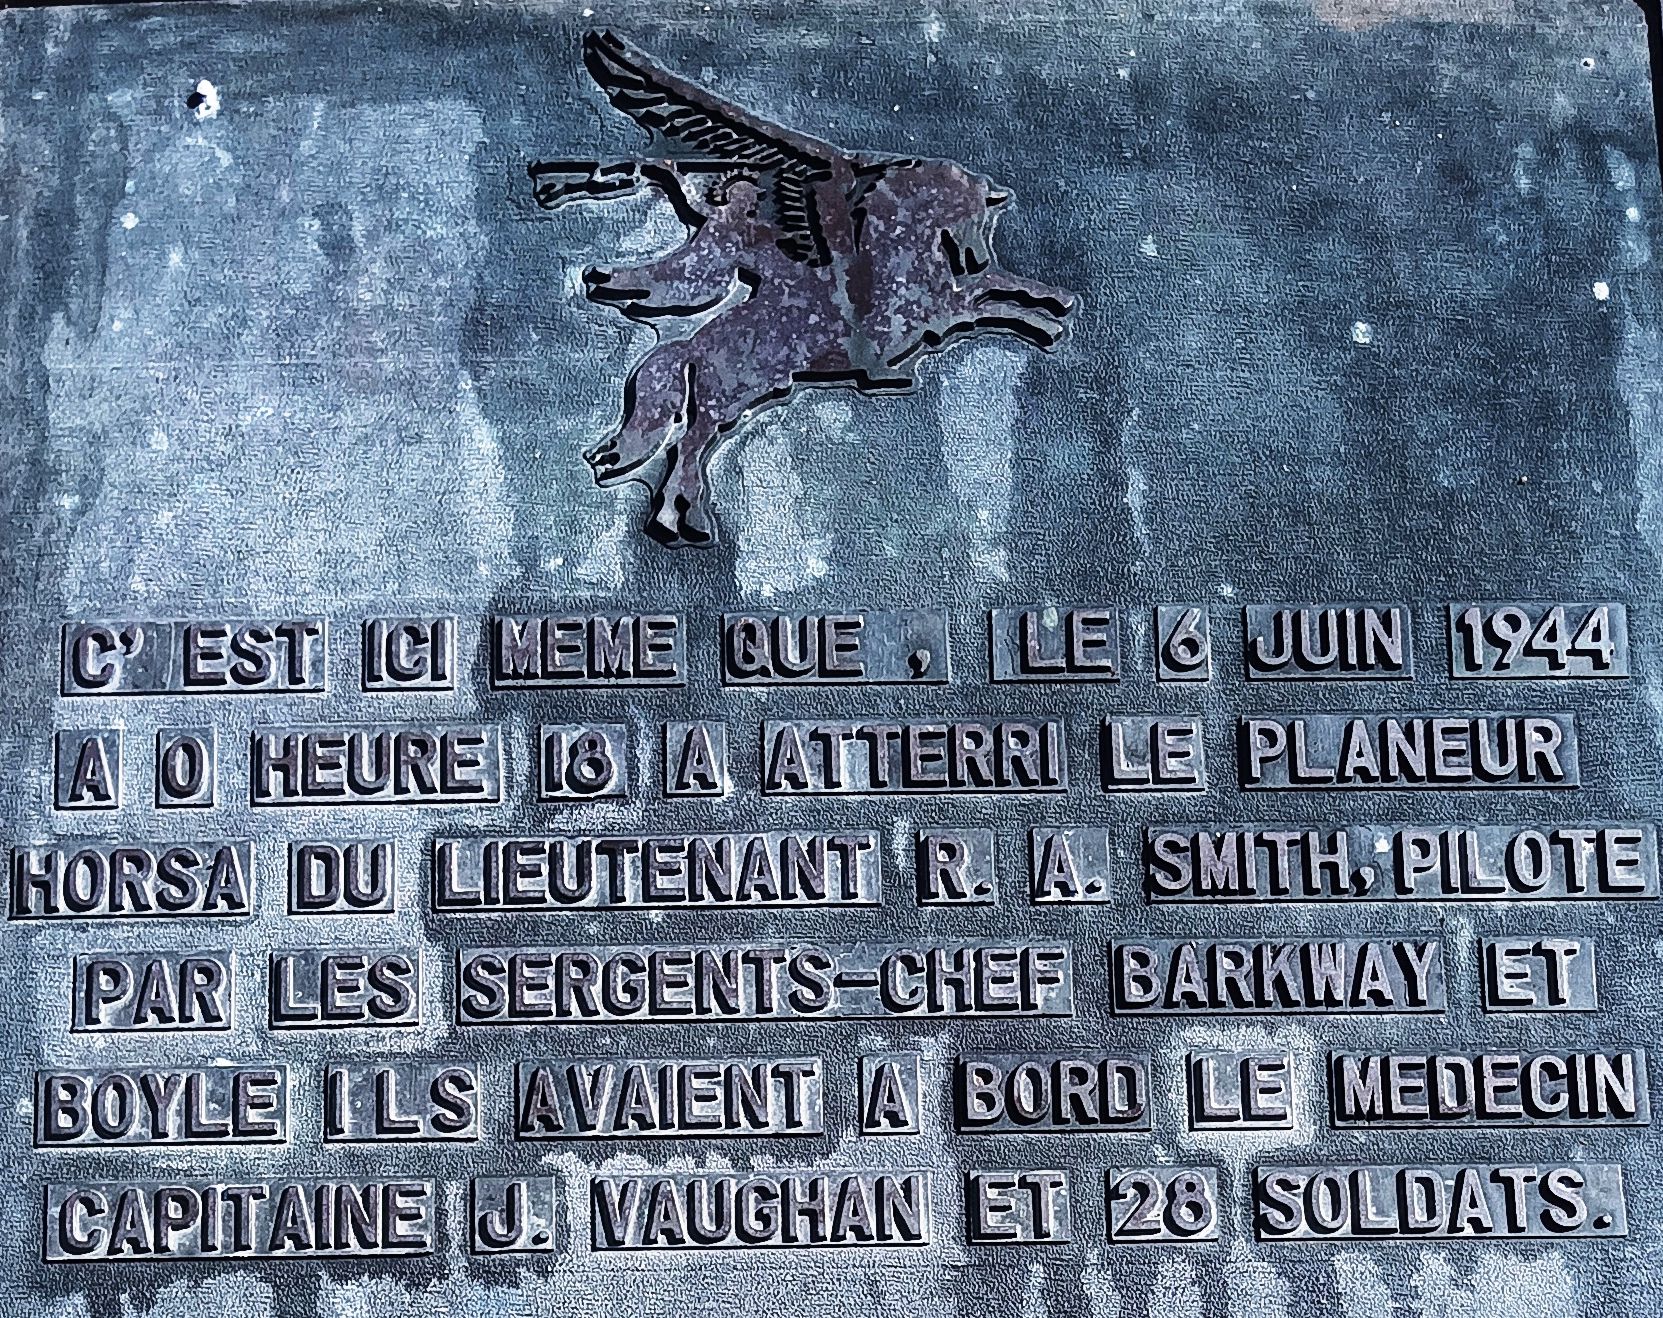 C' EST ICI MEME QUE , LE 6 JUIN 1944
A 0 HEURE 18 A ATTERRI LE PLANEUR
HORSA DU LIEUTENANT R. A. SMITH, PILOTE
PAR LES SERGENTS-CHEF BARKWAY ET
BOYLE ILS AVAIENT A BORD LE MEDECIN
CAPITAINE J. VAUGHAN ET 28 SOLDATS.